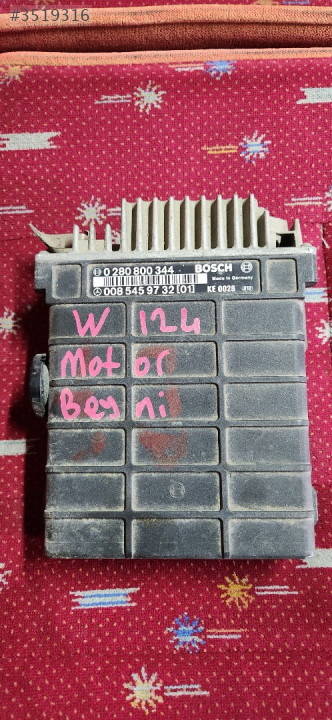 #3519316
0 280 800 344 BOSCH
Made in Germany
008 545 97 32 [01] KE 0028
W 124
Motor
Beyni